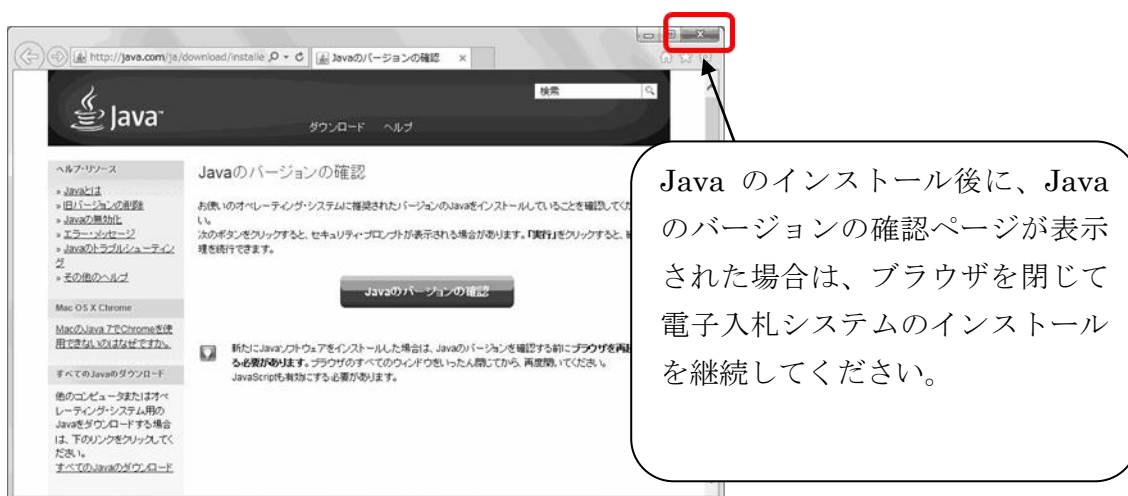 http://java.com/ja/download/installe
Javaのバージョンの確認
検索
Java
ダウンロード ヘルプ
ヘルプ・リソース
» Javaとは
» 旧バージョンの削除
» Javaの無効化
» エラー・メッセージ
» Javaのトラブルシューティン
グ
» その他のヘルプ
Mac OS X Chrome
MacのJava 7でChromeを使
用できないのはなぜですか。
すべてのJavaのダウンロード
他のコンピュータまたはオペ
レーティング・システム用の
Javaをダウンロードする場合
は、下のリンクをクリックしてく
ださい。
すべてのJavaのダウンロード
Javaのバージョンの確認
お使いのオペレーティング・システムに推奨されたバージョンのJavaをインストールしていることを確認してくだ
い。
次のボタンをクリックすると、セキュリティ・プロンプトが表示される場合があります。「実行」をクリックすると、
理を続行できます。
Javaのバージョンの確認
新たにJavaソフトウェアをインストールした場合は、Javaのバージョンを確認する前にブラウザを再
る必要があります。ブラウザのすべてのウィンドウをいったん閉じてから、再度開いてください。
JavaScriptも有効にする必要があります。
Java のインストール後に、Java
のバージョンの確認ページが表示
された場合は、ブラウザを閉じて
電子入札システムのインストール
を継続してください。